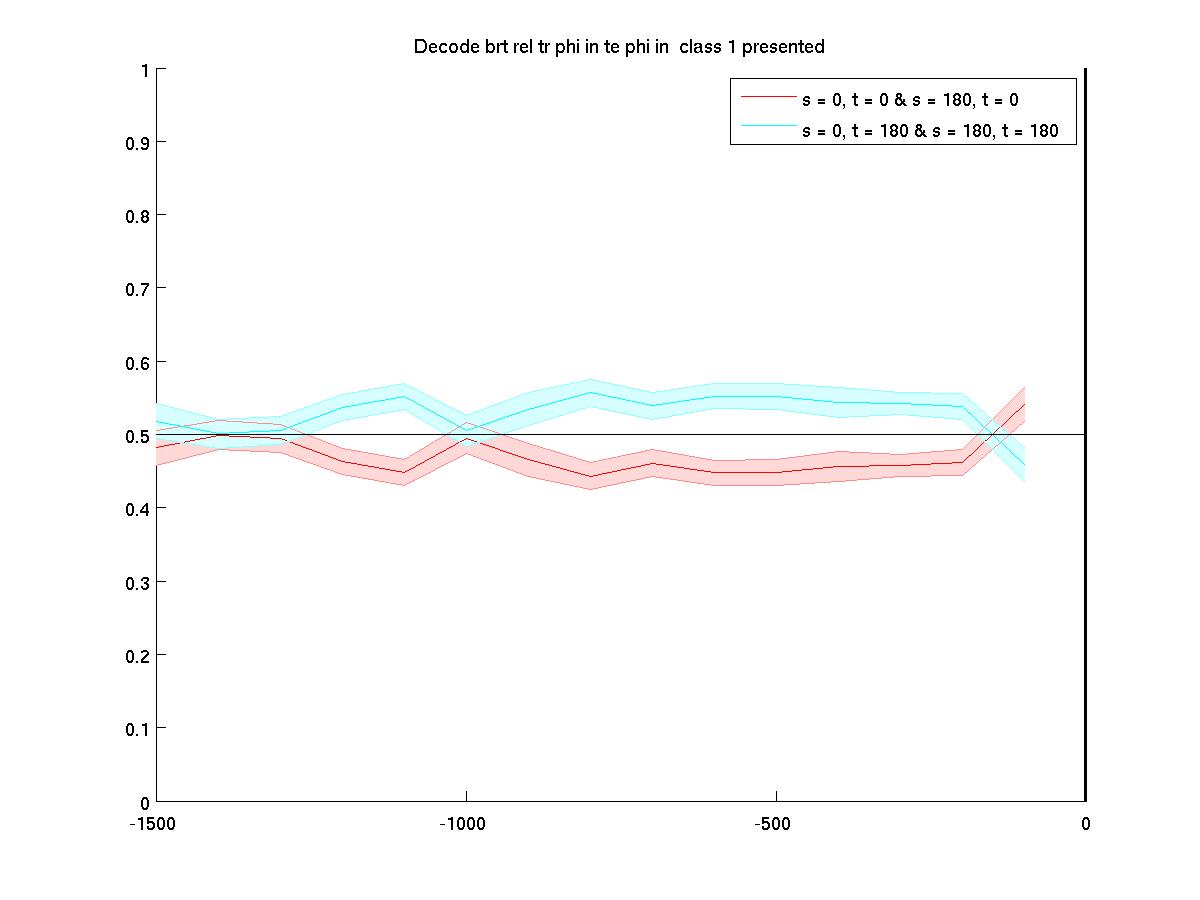 Decode brt rel tr phi in te phi in  class 1 presented
s = 0, t = 0 & s = 180, t = 0
s = 0, t = 180 & s = 180, t = 180
1
0.9
0.8
0.7
0.6
0.5
0.4
0.3
0.2
0.1
0
-1500 -1000 -500 0